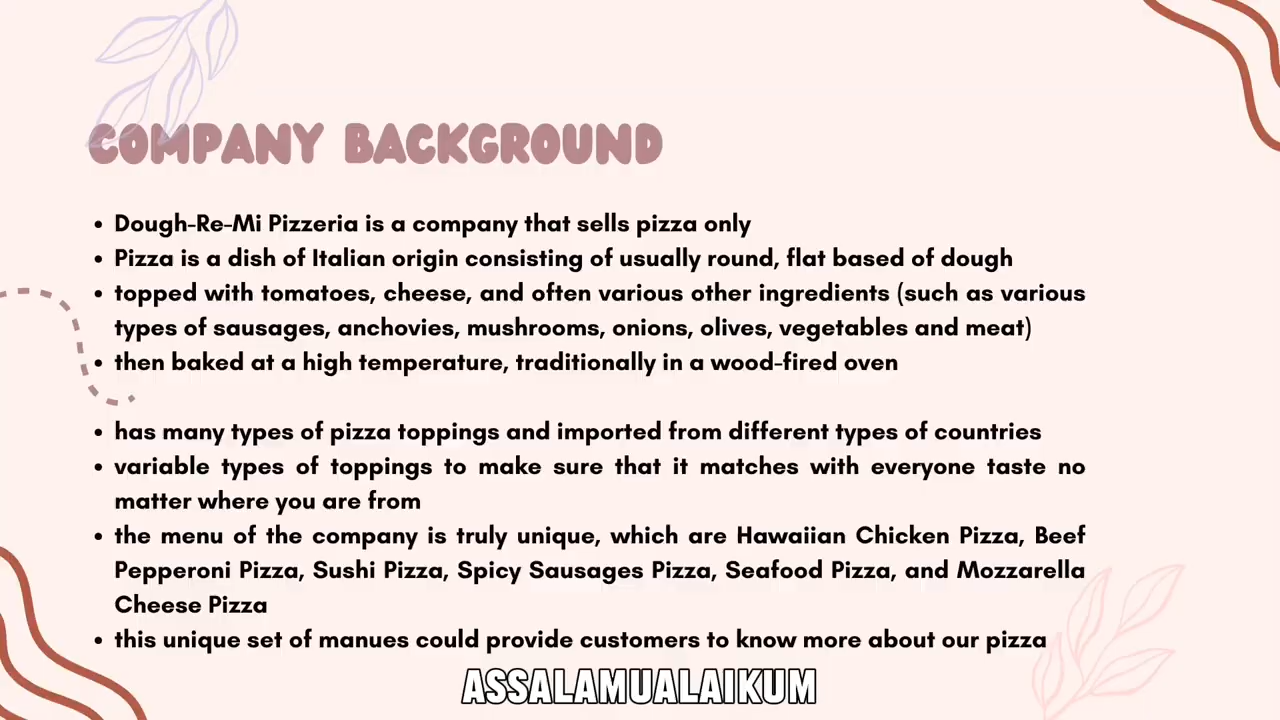 COMPANY BACKGROUND
• Dough-Re-Mi Pizzeria is a company that sells pizza only
• Pizza is a dish of Italian origin consisting of usually round, flat based of dough
• topped with tomatoes, cheese, and often various other ingredients (such as various
types of sausages, anchovies, mushrooms, onions, olives, vegetables and meat)
• then baked at a high temperature, traditionally in a wood-fired oven
• has many types of pizza toppings and imported from different types of countries
• variable types of toppings to make sure that it matches with everyone taste no
matter where you are from
• the menu of the company is truly unique, which are Hawaiian Chicken Pizza, Beef
Pepperoni Pizza, Sushi Pizza, Spicy Sausages Pizza, Seafood Pizza, and Mozzarella
Cheese Pizza
• this unique set of manues could provide customers to know more about our pizza
ASSALAMUALAIKUM